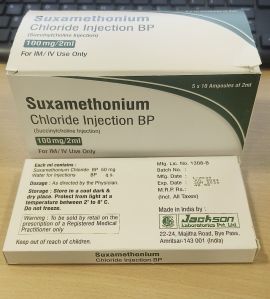 Suxamethonium
Chloride Injection BP
(Succinylcholine Injection)
100mg/2ml
For IM/ IV Use Only
5 x 10 Ampoules of 2ml
Suxamethonium
Chloride Injection BP
(Succinylcholine Injection)
100mg/2ml
For IM/ IV Use Only
Each ml contains :
Suxamethonium Chloride BP 50 mg
Water for Injections BP q.s.
Dosage : As directed by the Physician.
Storage : Store in a cool dark & dry place. Protect from light at a
temperature between 2° to 8° C.
Do not freeze.
Warning : To be sold by retail on the
prescription of a Registered Medical
Practitioner only.
Keep out of reach of children.
Mfg. Lic. No. 1388-B
Batch No. :
Mfg. Date :
Exp. Date :
M.R.P. Rs.:
(Incl. All Taxes)
Made in India by :
Jackson
Laboratories Pvt. Ltd.
22-24, Majitha Road, Bye Pass,
Amritsar-143 001 (India)
Suxamethonium
Chloride Injection BP